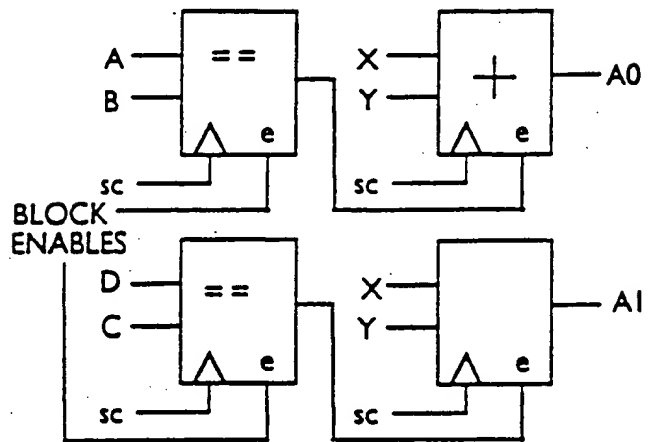 A
==
X
+
A0
B
Y
e
e
sc
sc
BLOCK
ENABLES
D
==
X
A1
C
Y
e
e
sc
sc